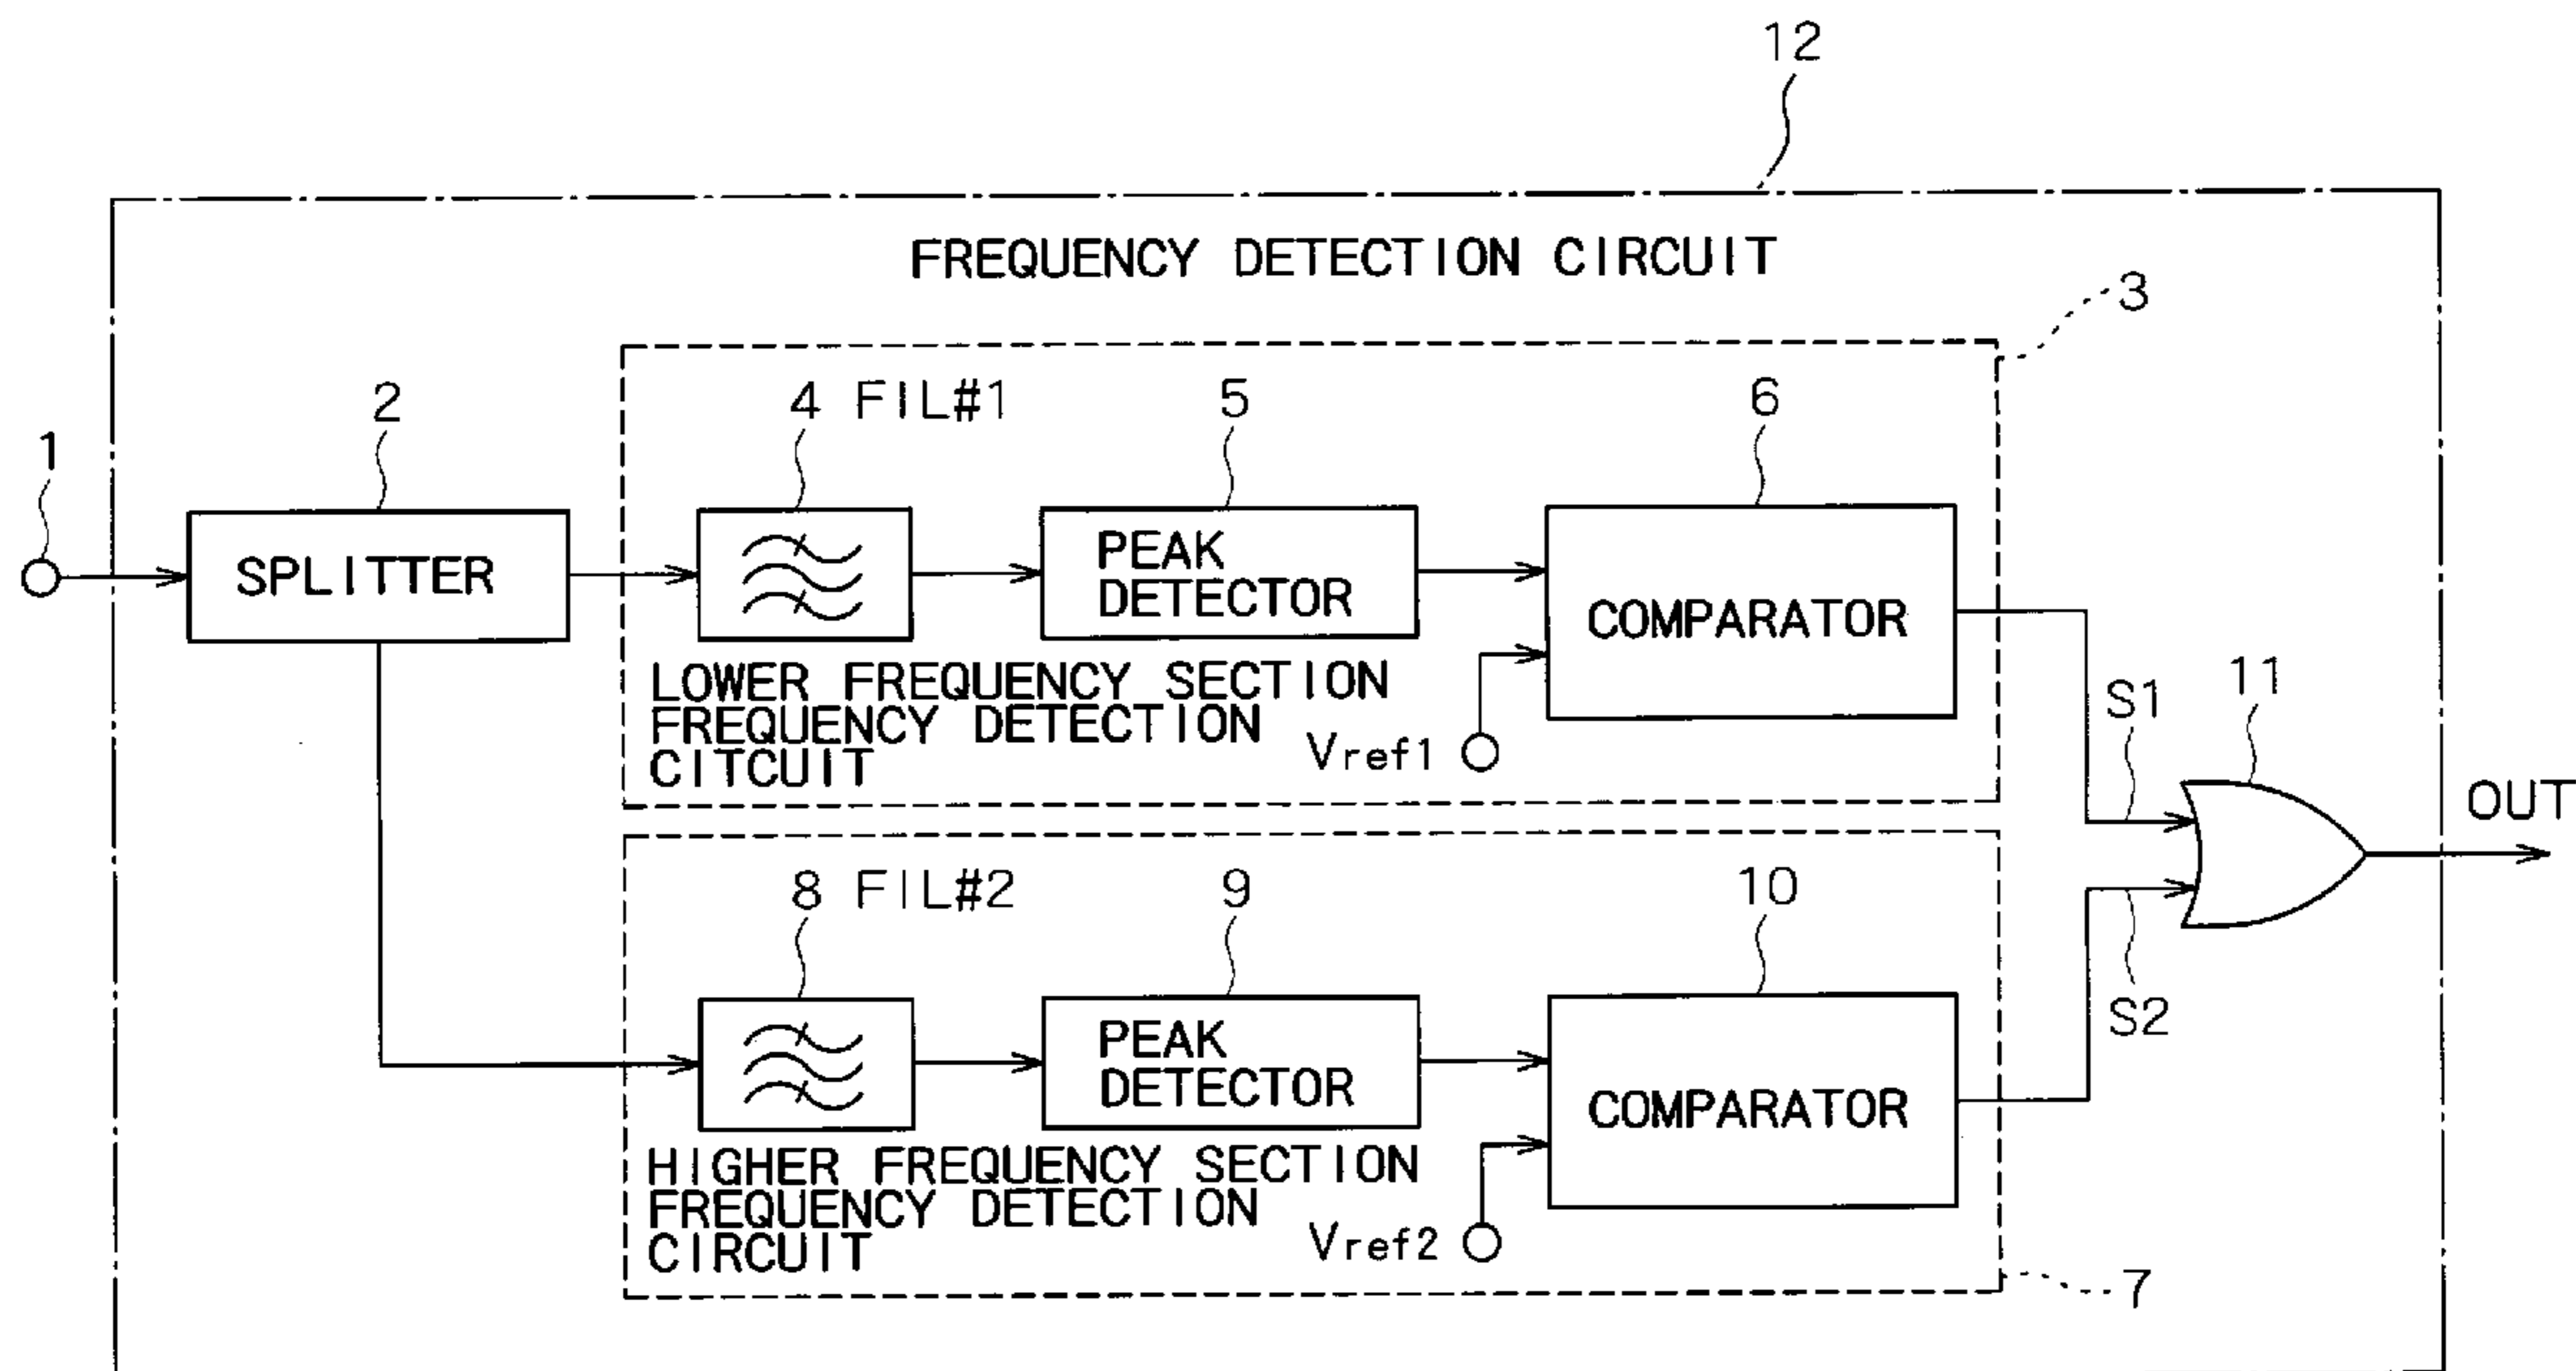 12
FREQUENCY DETECTION CIRCUIT
3
1
2
4 FIL#1
5
6
SPLITTER
PEAK
DETECTOR
COMPARATOR
LOWER FREQUENCY SECTION
FREQUENCY DETECTION
CITCUIT
Vref1
S1
11
OUT
8 FIL#2
9
10
S2
PEAK
DETECTOR
COMPARATOR
HIGHER FREQUENCY SECTION
FREQUENCY DETECTION
CIRCUIT
Vref2
7